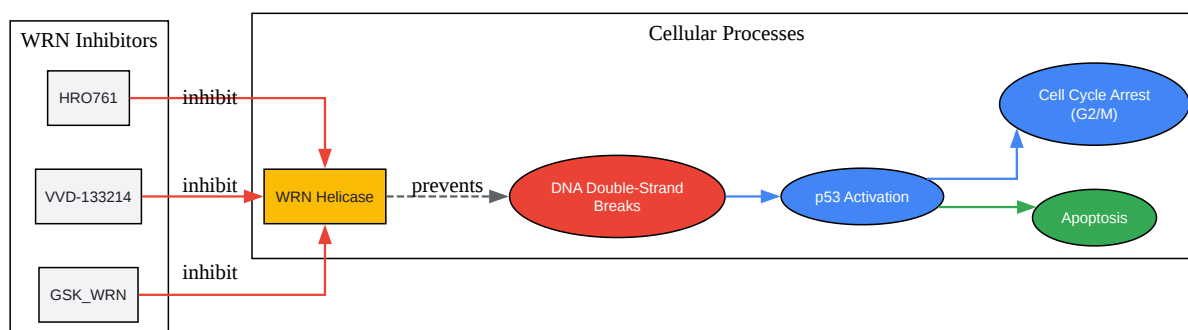 WRN Inhibitors
Cellular Processes
HRO761
inhibit
VVD-133214
inhibit
GSK_WRN
inhibit
WRN Helicase
prevents
DNA Double-Strand
Breaks
p53 Activation
Cell Cycle Arrest
(G2/M)
Apoptosis